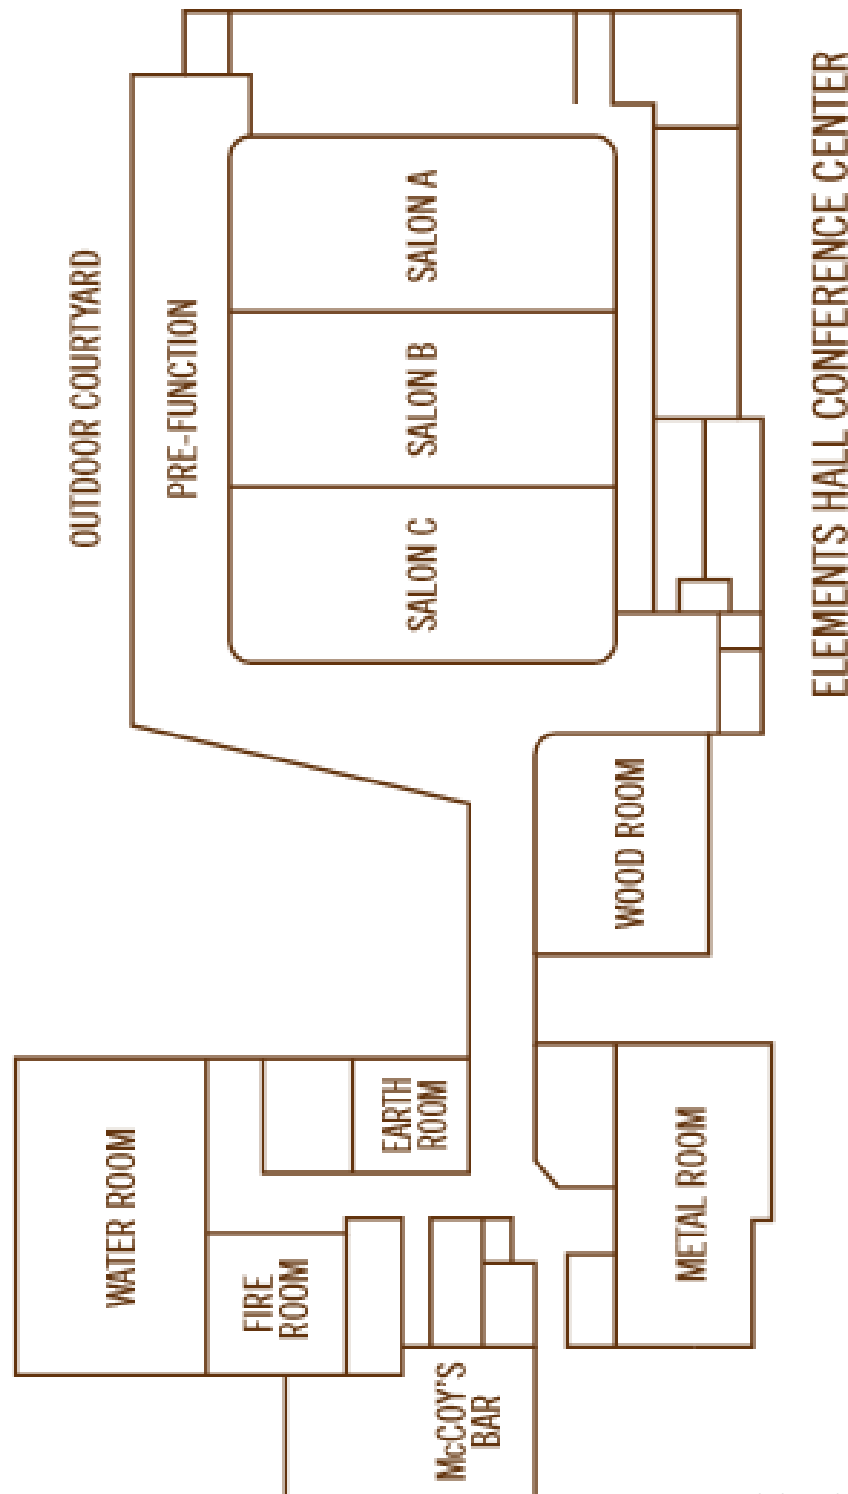 OUTDOOR COURTYARD
PRE-FUNCTION
SALON A
SALON B
SALON C
ELEMENTS HALL CONFERENCE CENTER
WOOD ROOM
EARTH
ROOM
WATER ROOM
FIRE
ROOM
METAL ROOM
McCOY'S
BAR